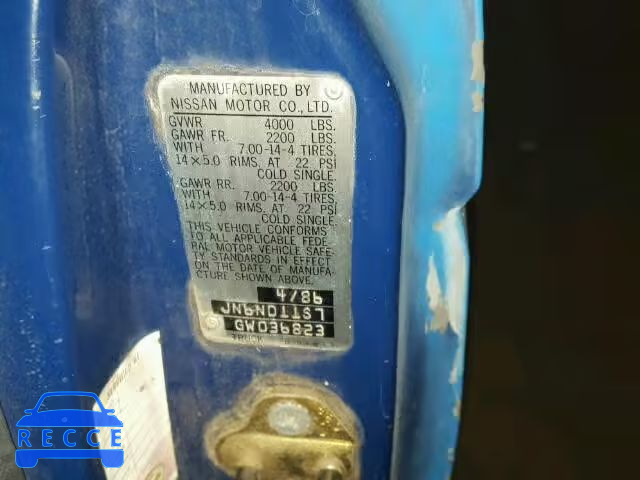 MANUFACTURED BY
NISSAN MOTOR CO., LTD.
GVWR 4000 LBS.
GAWR FR. 2200 LBS.
WITH 7.00-14-4 TIRES,
14×5.0 RIMS, AT 22 PSI
COLD SINGLE.
GAWR RR. 2200 LBS
WITH 7.00-14-4 TIRES,
14×5.0 RIMS, AT 22 PSI
COLD SINGLE.
THIS VEHICLE CONFORMS
TO ALL APPLICABLE FEDE
RAL MOTOR VEHICLE SAFE-
TY STANDARDS IN EFFECT
ON THE DATE OF MANUFA-
CTURE SHOWN ABOVE.
4/86
JN6ND11S7
GW036823
TRUCK
RECCE